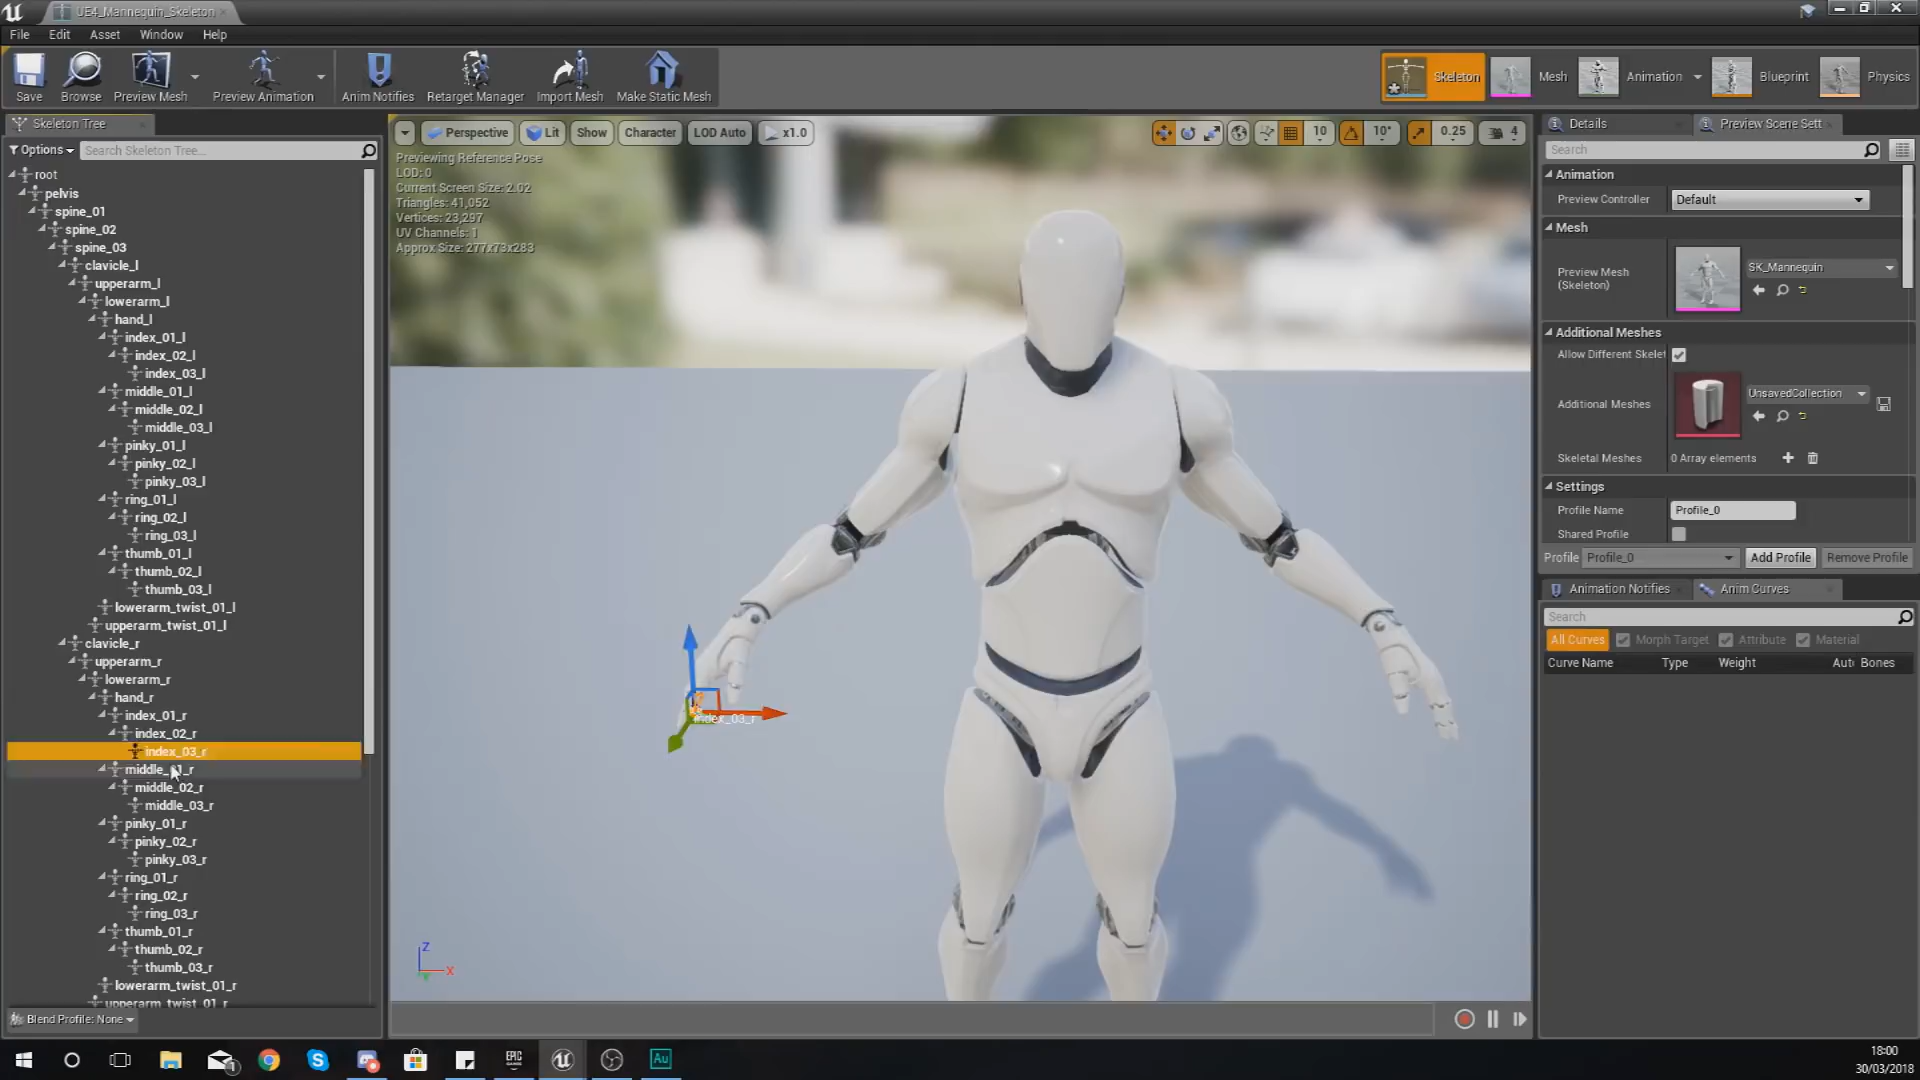 UE4_Mannequin_Skeleton
File Edit Asset Window Help
Save Browse Preview Mesh Preview Animation Anim Notifies Retarget Manager Import Mesh Make Static Mesh
Skeleton Mesh Animation Blueprint Physics
Skeleton Tree
Options Search Skeleton Tree...
root
pelvis
spine_01
spine_02
spine_03
clavicle_l
upperarm_l
lowerarm_l
hand_l
index_01_l
index_02_l
index_03_l
middle_01_l
middle_02_l
middle_03_l
pinky_01_l
pinky_02_l
pinky_03_l
ring_01_l
ring_02_l
ring_03_l
thumb_01_l
thumb_02_l
thumb_03_l
lowerarm_twist_01_l
upperarm_twist_01_l
clavicle_r
upperarm_r
lowerarm_r
hand_r
index_01_r
index_02_r
index_03_r
middle_01_r
middle_02_r
middle_03_r
pinky_01_r
pinky_02_r
pinky_03_r
ring_01_r
ring_02_r
ring_03_r
thumb_01_r
thumb_02_r
thumb_03_r
lowerarm_twist_01_r
upperarm_twist_01_r
Blend Profile: None
Perspective Lit Show Character LOD Auto x1.0 10 10° 0.25 4
Previewing Reference Pose
LOD: 0
Current Screen Size: 2.02
Triangles: 41,052
Vertices: 23,297
UV Channels: 1
Approx Size: 277x73x283
index_03_r
Z
X
Details Preview Scene Sett
Search
Animation
Preview Controller Default
Mesh
Preview Mesh
(Skeleton)
SK_Mannequin
Additional Meshes
Allow Different Skelet
Additional Meshes
UnsavedCollection
Skeletal Meshes 0 Array elements
Settings
Profile Name Profile_0
Shared Profile
Profile Profile_0 Add Profile Remove Profile
Animation Notifies Anim Curves
Search
All Curves Morph Target Attribute Material
Curve Name Type Weight Aut Bones
EPIC
GAMES
Au
1
18:00
30/03/2018